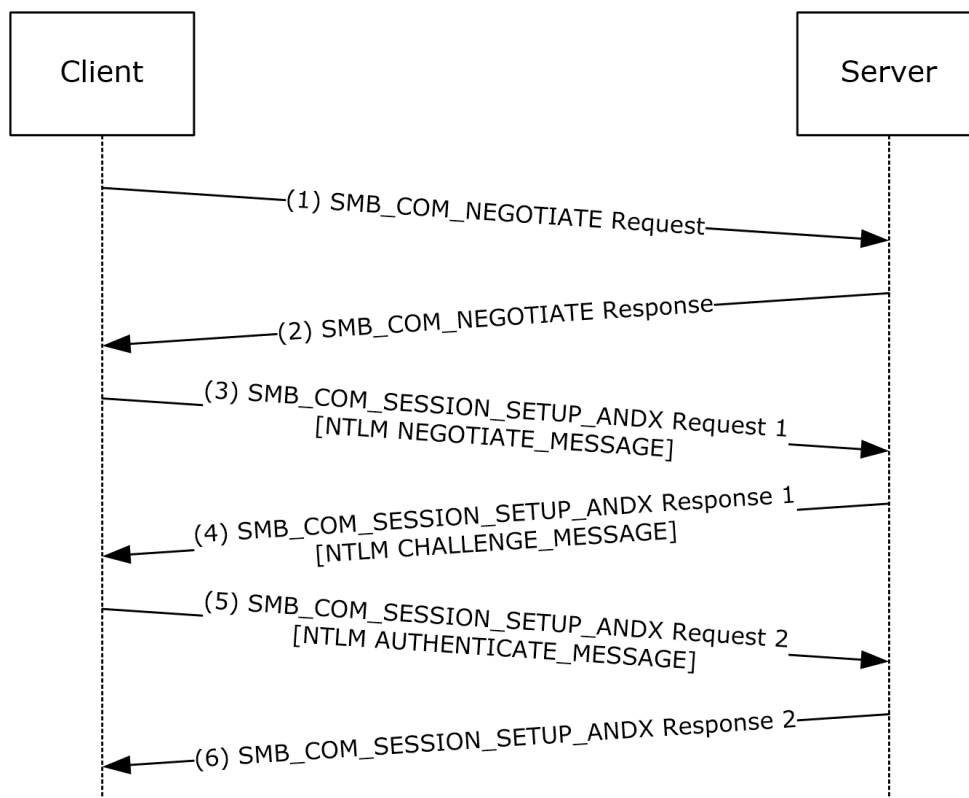 Client
Server
(1) SMB_COM_NEGOTIATE Request
(2) SMB_COM_NEGOTIATE Response
(3) SMB_COM_SESSION_SETUP_ANDX Request 1
[NTLM NEGOTIATE_MESSAGE]
(4) SMB_COM_SESSION_SETUP_ANDX Response 1
[NTLM CHALLENGE_MESSAGE]
(5) SMB_COM_SESSION_SETUP_ANDX Request 2
[NTLM AUTHENTICATE_MESSAGE]
(6) SMB_COM_SESSION_SETUP_ANDX Response 2